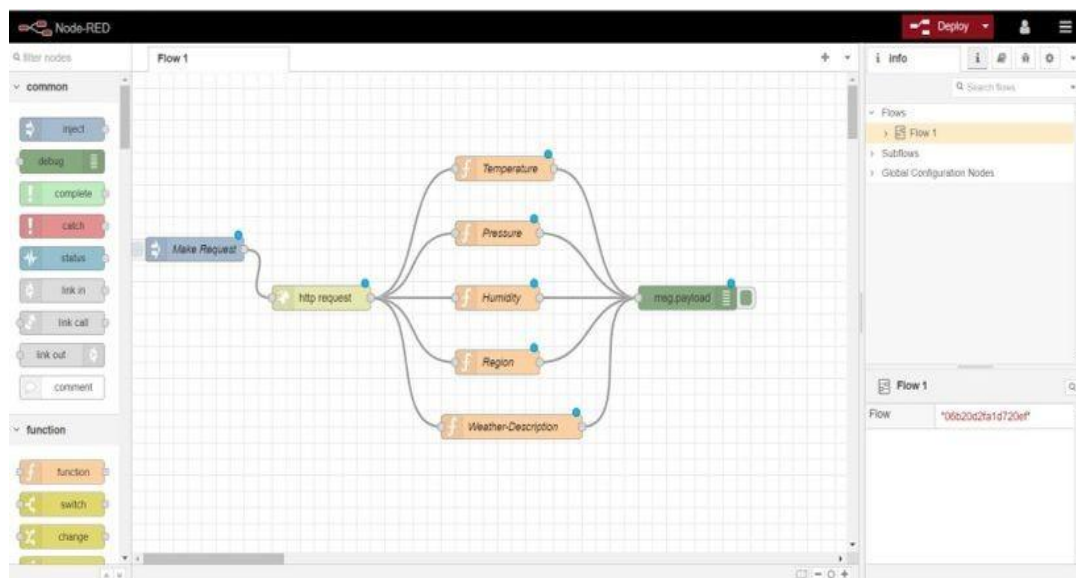 Node-RED
Deploy
filter nodes
Flow 1
info
i
Search flows
common
inject
debug
complete
catch
status
link in
link call
link out
comment
function
function
switch
change
Make Request
http request
Temperature
Pressure
Humidity
Region
Weather-Description
msg.payload
Flows
Flow 1
Subflows
Global Configuration Nodes
Flow 1
Flow "06b20d2fa1d720ef"